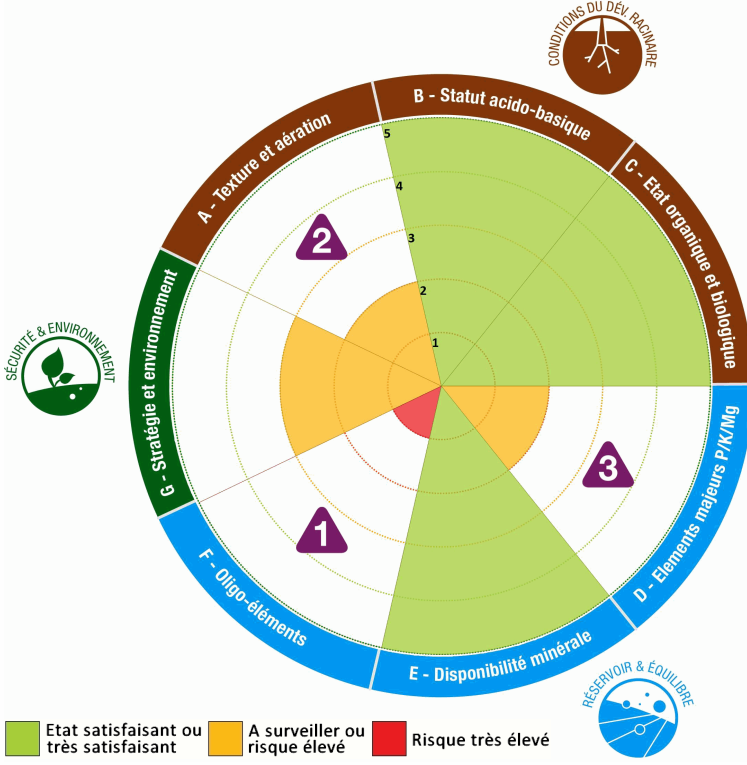 CONDITIONS DU DÉV. RACINAIRE
B - Statut acido-basique
A - Texture et aération
C - Etat organique et biologique
5
4
2
3
2
1
SÉCURITÉ & ENVIRONNEMENT
G - Stratégie et environnement
D - Elements majeurs P/K/Mg
3
1
F - Oligo-éléments
E - Disponibilité minérale
RÉSERVOIR & ÉQUILIBRE
Etat satisfaisant ou
très satisfaisant
A surveiller ou
risque élevé
Risque très élevé